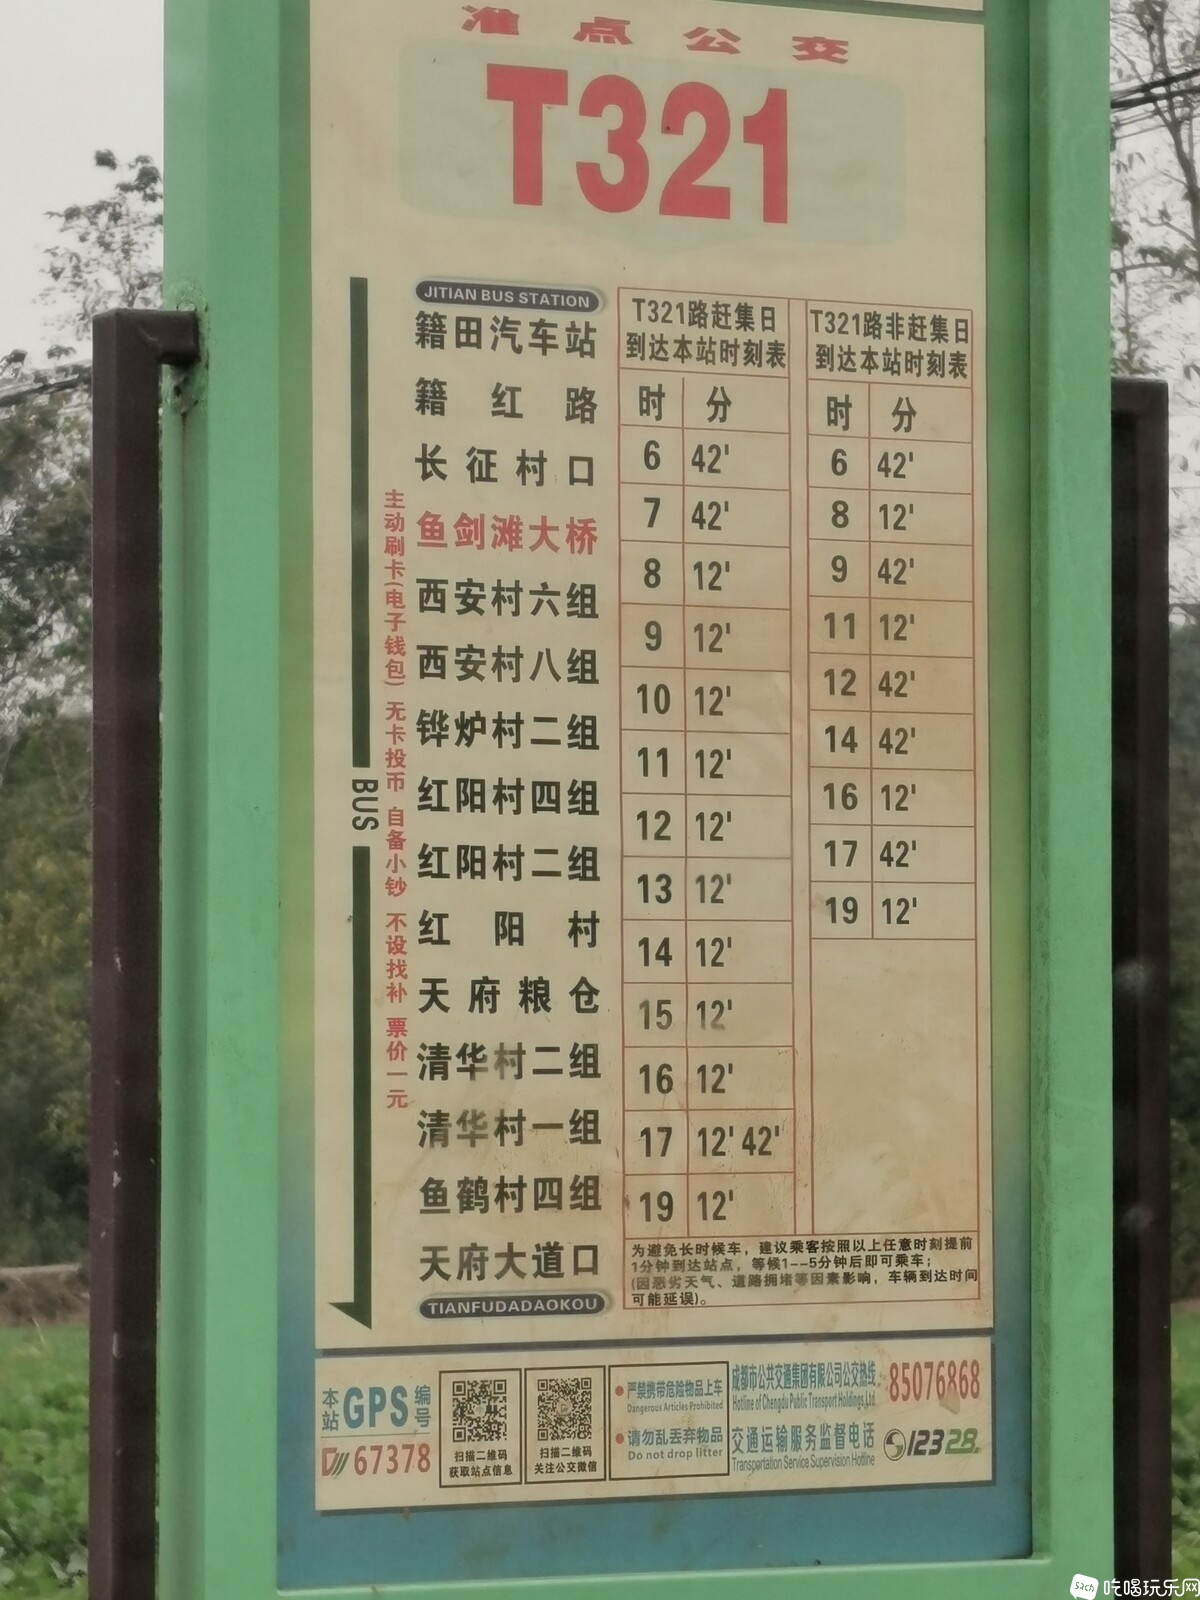 准点公交
T321
JITIAN BUS STATION
籍田汽车站
籍红路
长征村口
鱼剑滩大桥
西安村六组
西安村八组
铧炉村二组
红阳村四组
红阳村二组
红阳村
天府粮仓
清华村二组
清华村一组
鱼鹤村四组
天府大道口
TIANFUDADAOKOU
BUS
主动刷卡(电子钱包) 无卡投币 自备小钞 不设找补 票价一元
T321路赶集日
到达本站时刻表
时 分
6 42'
7 42'
8 12'
9 12'
10 12'
11 12'
12 12'
13 12'
14 12'
15 12'
16 12'
17 12' 42'
19 12'
T321路非赶集日
到达本站时刻表
时 分
6 42'
8 12'
9 42'
11 12'
12 42'
14 42'
16 12'
17 42'
19 12'
为避免长时候车，建议乘客按照以上任意时刻提前
1分钟到达站点，等候1--5分钟后即可乘车；
(因恶劣天气、道路拥堵等因素影响，车辆到达时间
可能延误)。
本站GPS编号
67378
扫描二维码
获取站点信息
扫描二维码
关注公交微信
严禁携带危险物品上车
Dangerous Articles Prohibited
请勿乱丢弃物品
Do not drop litter
成都市公共交通集团有限公司公交热线: 85076868
Hotline of Chengdu Public Transport Holdings,Ltd
交通运输服务监督电话 12328
Transportation Service Supervision Hotline
52ch 吃喝玩乐网